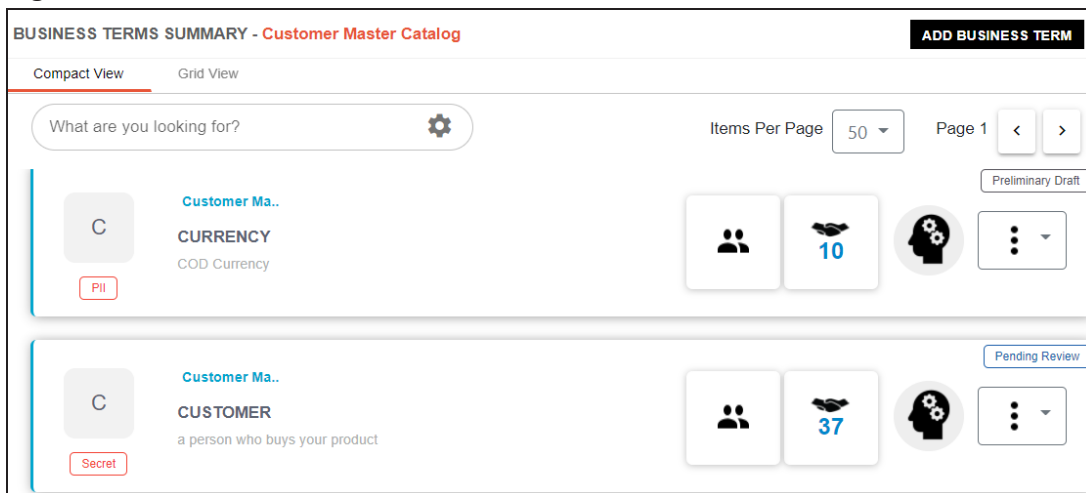 BUSINESS TERMS SUMMARY - Customer Master Catalog
ADD BUSINESS TERM
Compact View
Grid View
What are you looking for?
Items Per Page
50
Page 1
<
>
Preliminary Draft
C
Customer Ma..
CURRENCY
COD Currency
PII
10
Pending Review
C
Customer Ma..
CUSTOMER
a person who buys your product
Secret
37